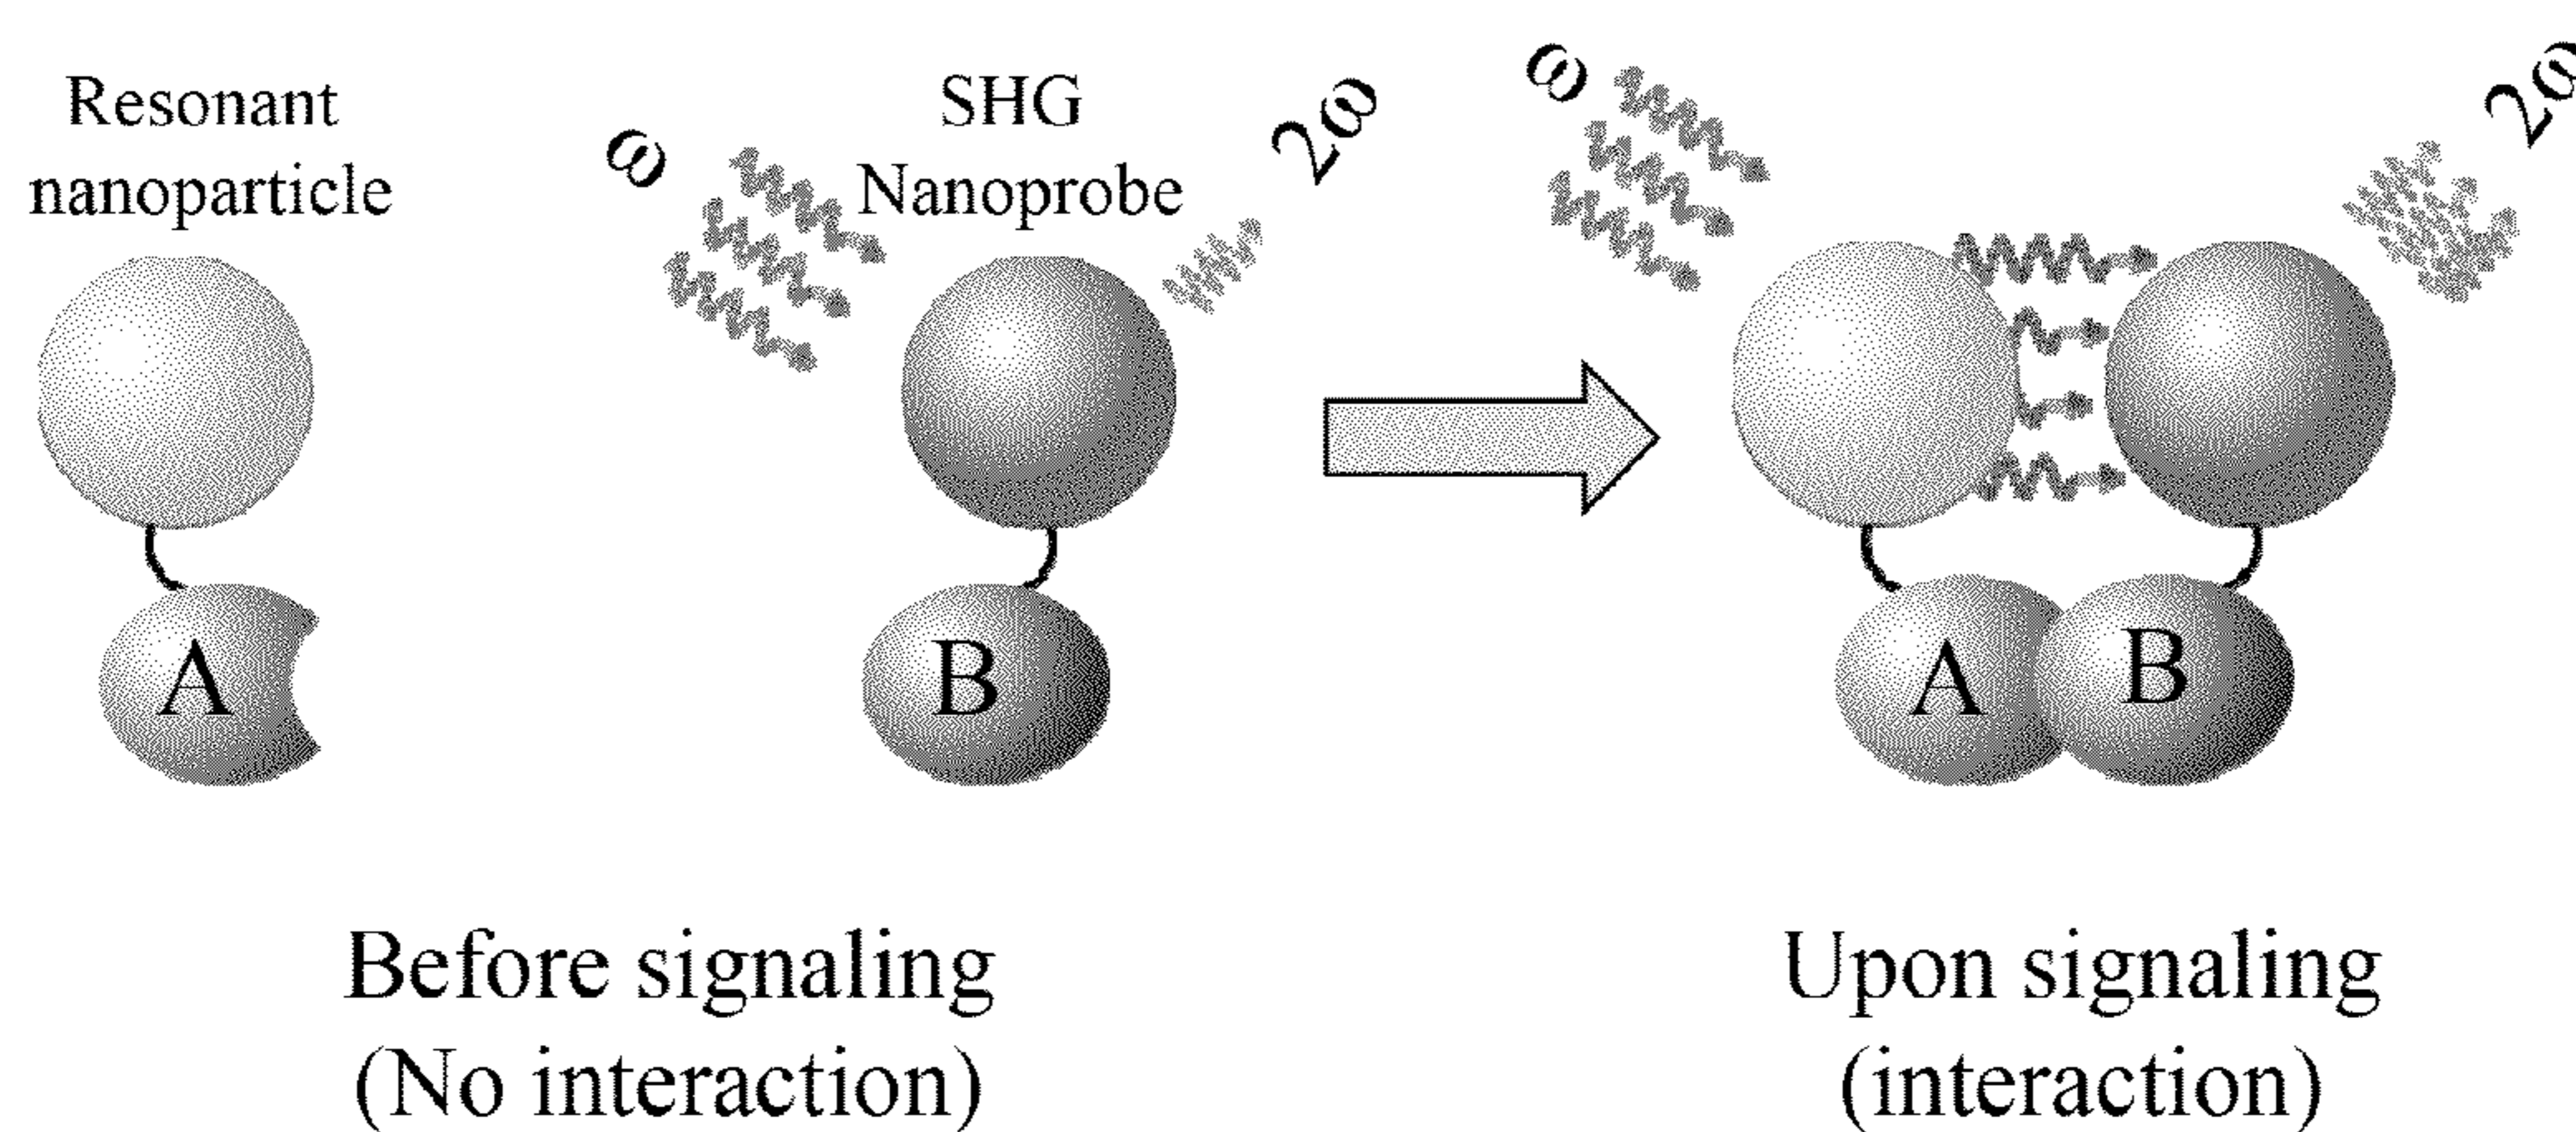 Resonant
nanoparticle
ω
SHG
Nanoprobe
2ω
ω
2ω
A
B
A
B
Before signaling
(No interaction)
Upon signaling
(interaction)